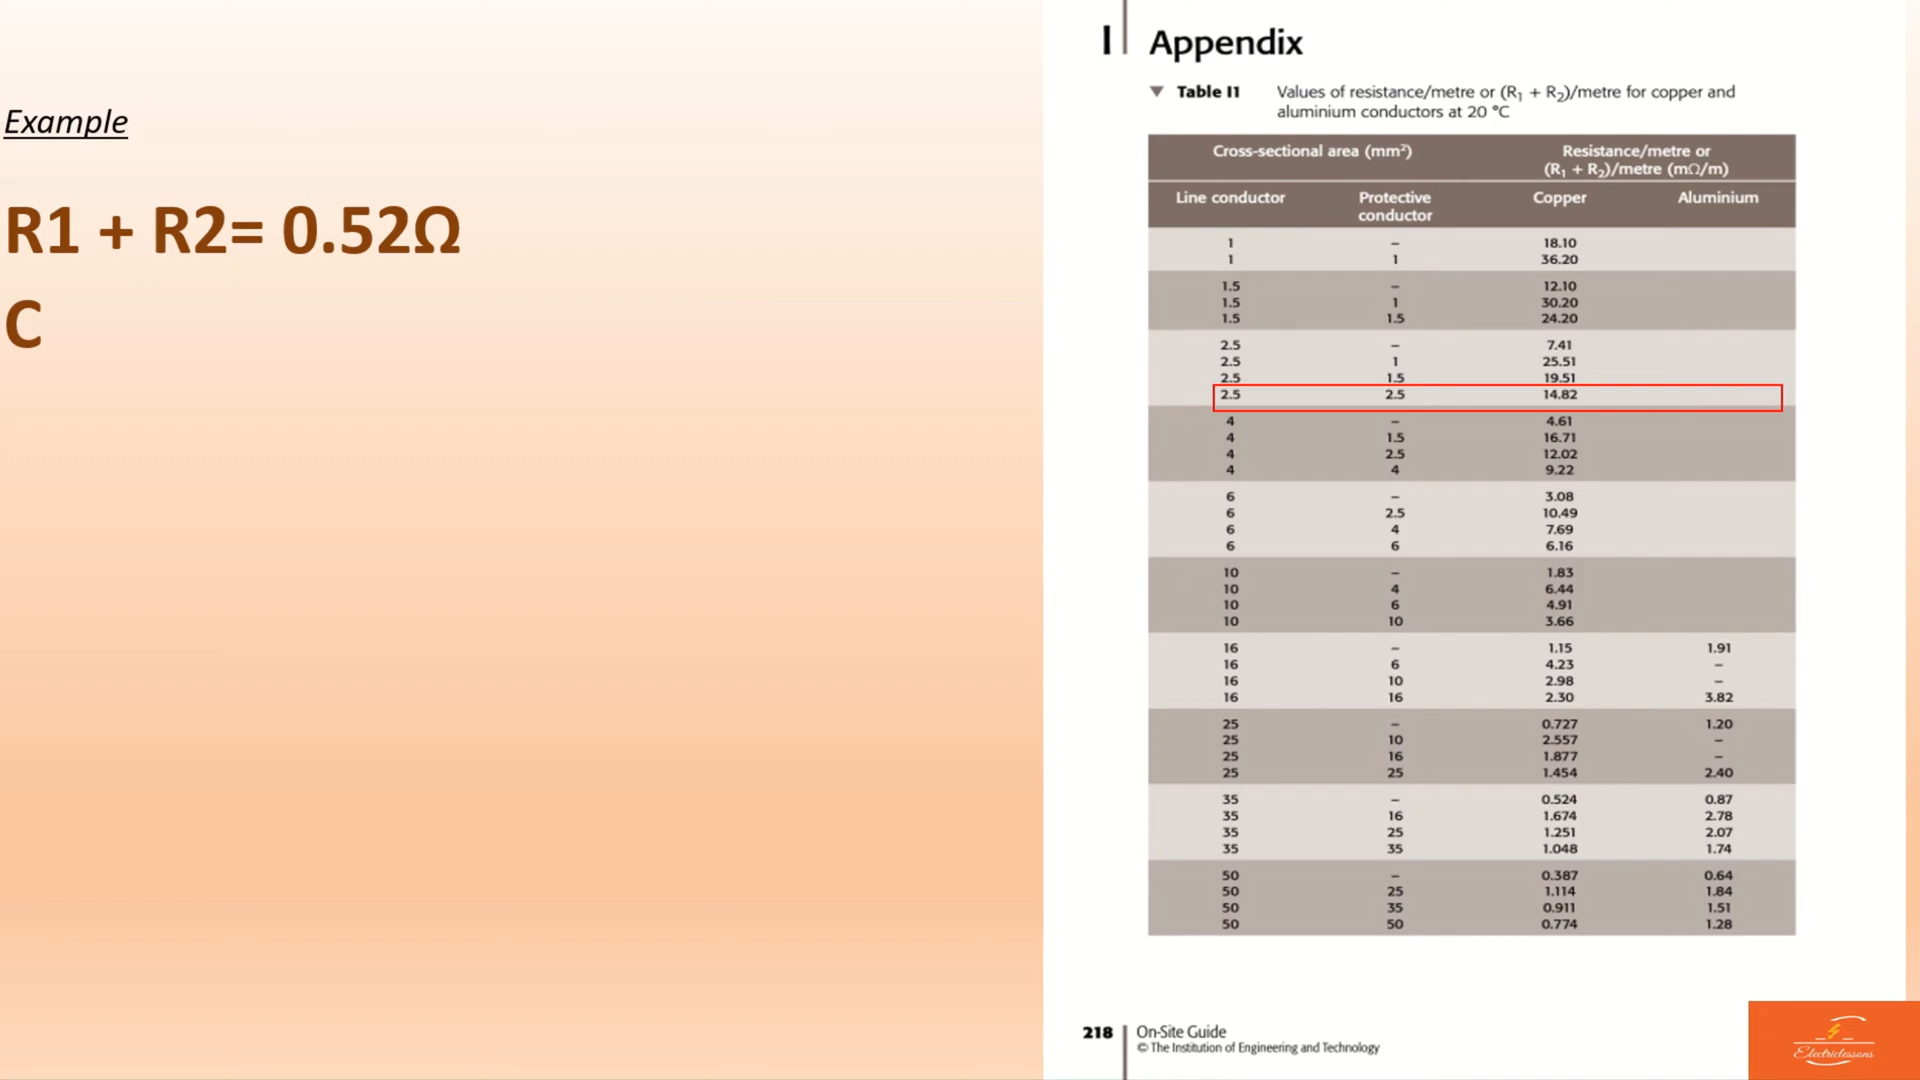 Example
R1 + R2= 0.52Ω
C
I Appendix
▼ Table I1 Values of resistance/metre or (R₁ + R₂)/metre for copper and
aluminium conductors at 20 °C
Cross-sectional area (mm²) Resistance/metre or
(R₁ + R₂)/metre (mΩ/m)
Line conductor Protective Copper Aluminium
conductor
1 – 18.10
1 1 36.20
1.5 – 12.10
1.5 1 30.20
1.5 1.5 24.20
2.5 – 7.41
2.5 1 25.51
2.5 1.5 19.51
2.5 2.5 14.82
4 – 4.61
4 1.5 16.71
4 2.5 12.02
4 4 9.22
6 – 3.08
6 2.5 10.49
6 4 7.69
6 6 6.16
10 – 1.83
10 4 6.44
10 6 4.91
10 10 3.66
16 – 1.15 1.91
16 6 4.23 –
16 10 2.98 –
16 16 2.30 3.82
25 – 0.727 1.20
25 10 2.557 –
25 16 1.877 –
25 25 1.454 2.40
35 – 0.524 0.87
35 16 1.674 2.78
35 25 1.251 2.07
35 35 1.048 1.74
50 – 0.387 0.64
50 25 1.114 1.84
50 35 0.911 1.51
50 50 0.774 1.28
218 On-Site Guide
© The Institution of Engineering and Technology
Electriclessons